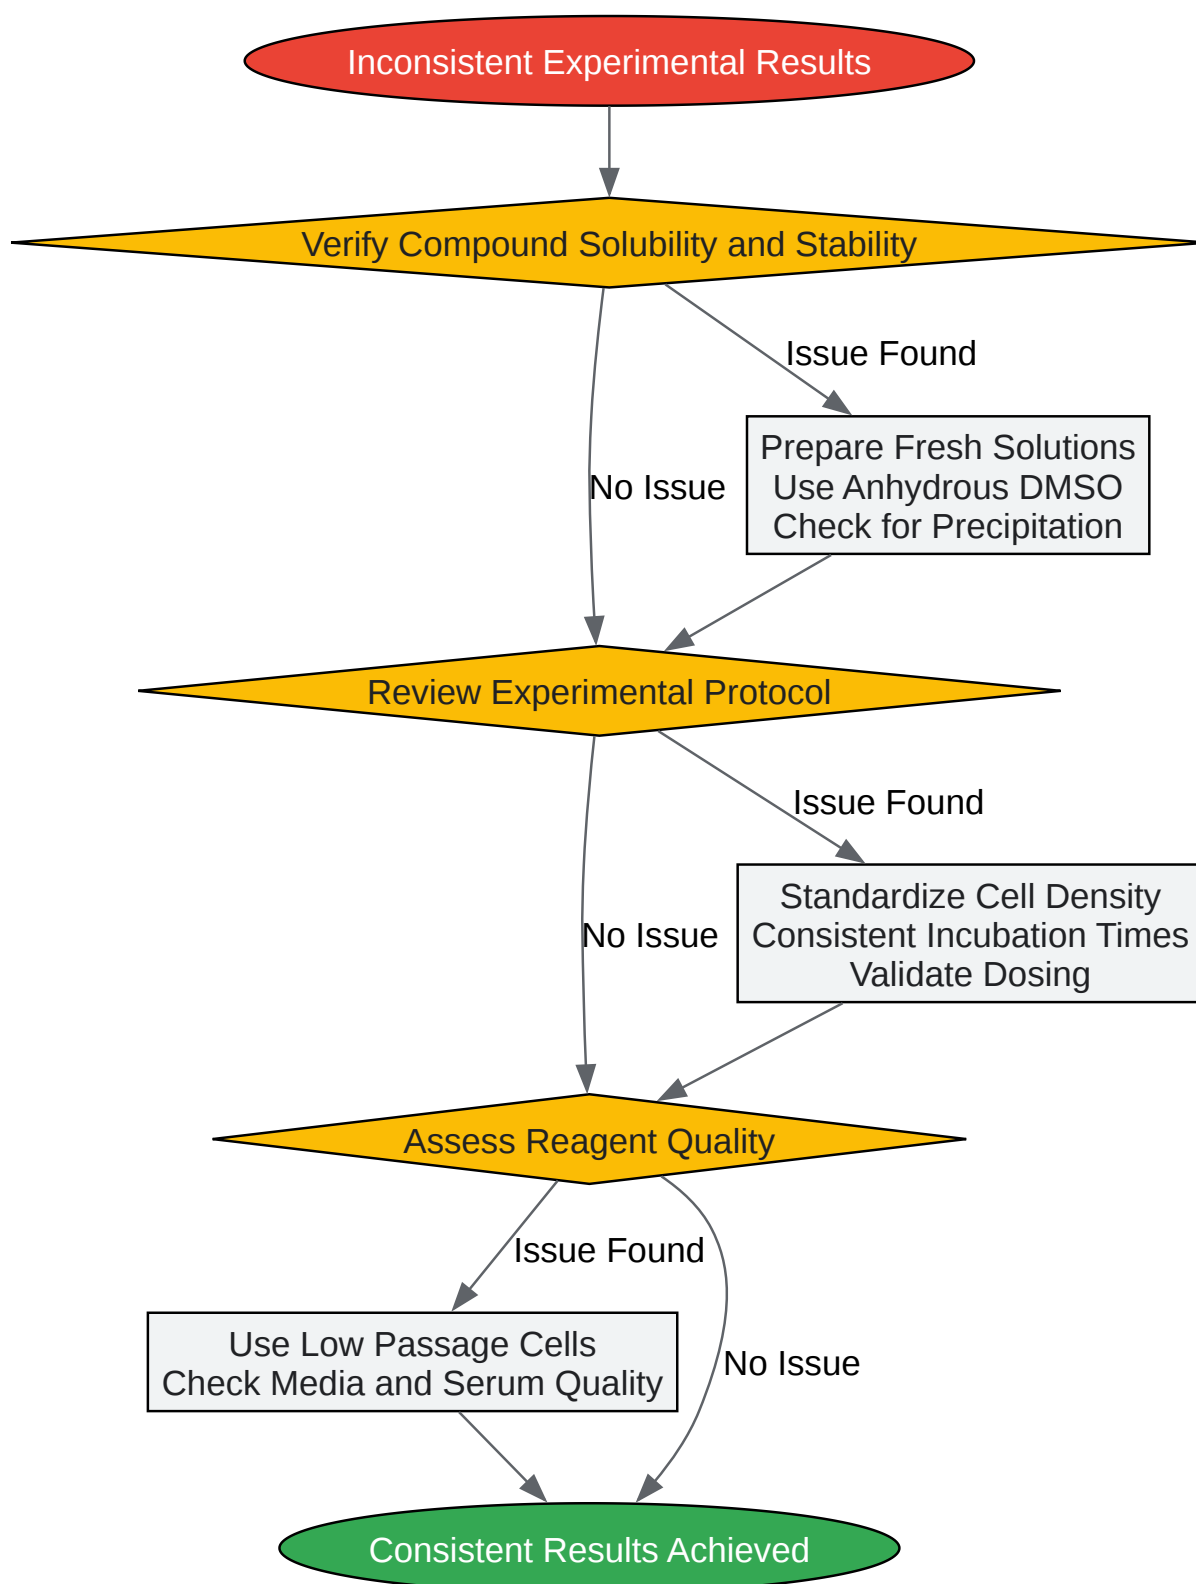 Inconsistent Experimental Results
Verify Compound Solubility and Stability
Issue Found
Prepare Fresh Solutions
Use Anhydrous DMSO
Check for Precipitation
No Issue
Review Experimental Protocol
Issue Found
Standardize Cell Density
Consistent Incubation Times
Validate Dosing
No Issue
Assess Reagent Quality
Issue Found
Use Low Passage Cells
Check Media and Serum Quality
No Issue
Consistent Results Achieved